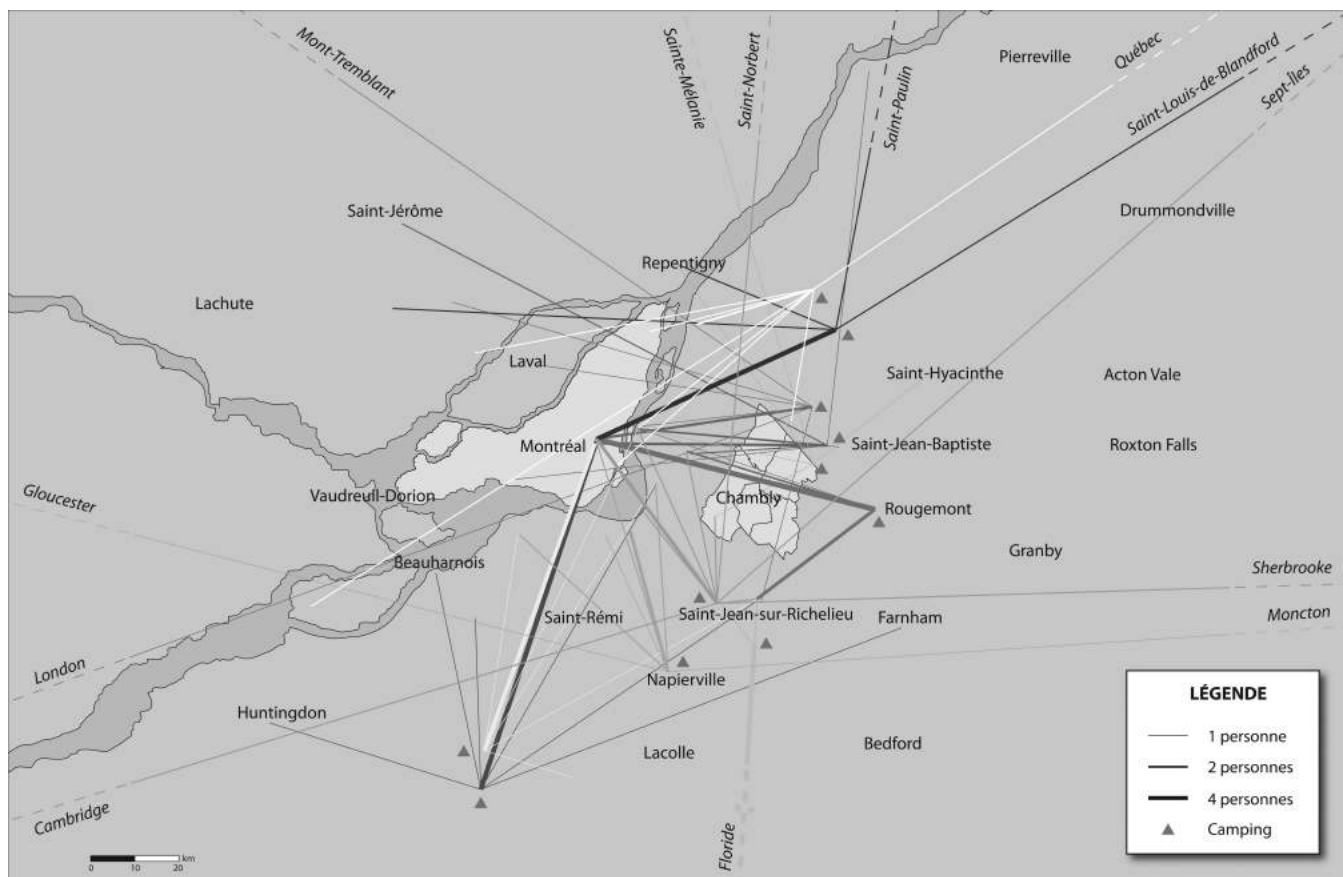 Mont-Tremblant
Sainte-Mélanie
Saint-Norbert
Saint-Paulin
Pierreville
Québec
Saint-Louis-de-Blandford
Sept-Îles
Saint-Jérôme
Drummondville
Repentigny
Lachute
Laval
Saint-Hyacinthe
Acton Vale
Montréal
Saint-Jean-Baptiste
Roxton Falls
Gloucester
Vaudreuil-Dorion
Chambly
Rougemont
Beauharnois
Granby
Sherbrooke
Saint-Rémi
Saint-Jean-sur-Richelieu
Farnham
Moncton
London
Napierville
Huntingdon
Lacolle
Bedford
Cambridge
Floride
LÉGENDE
1 personne
2 personnes
4 personnes
Camping
km
0 10 20